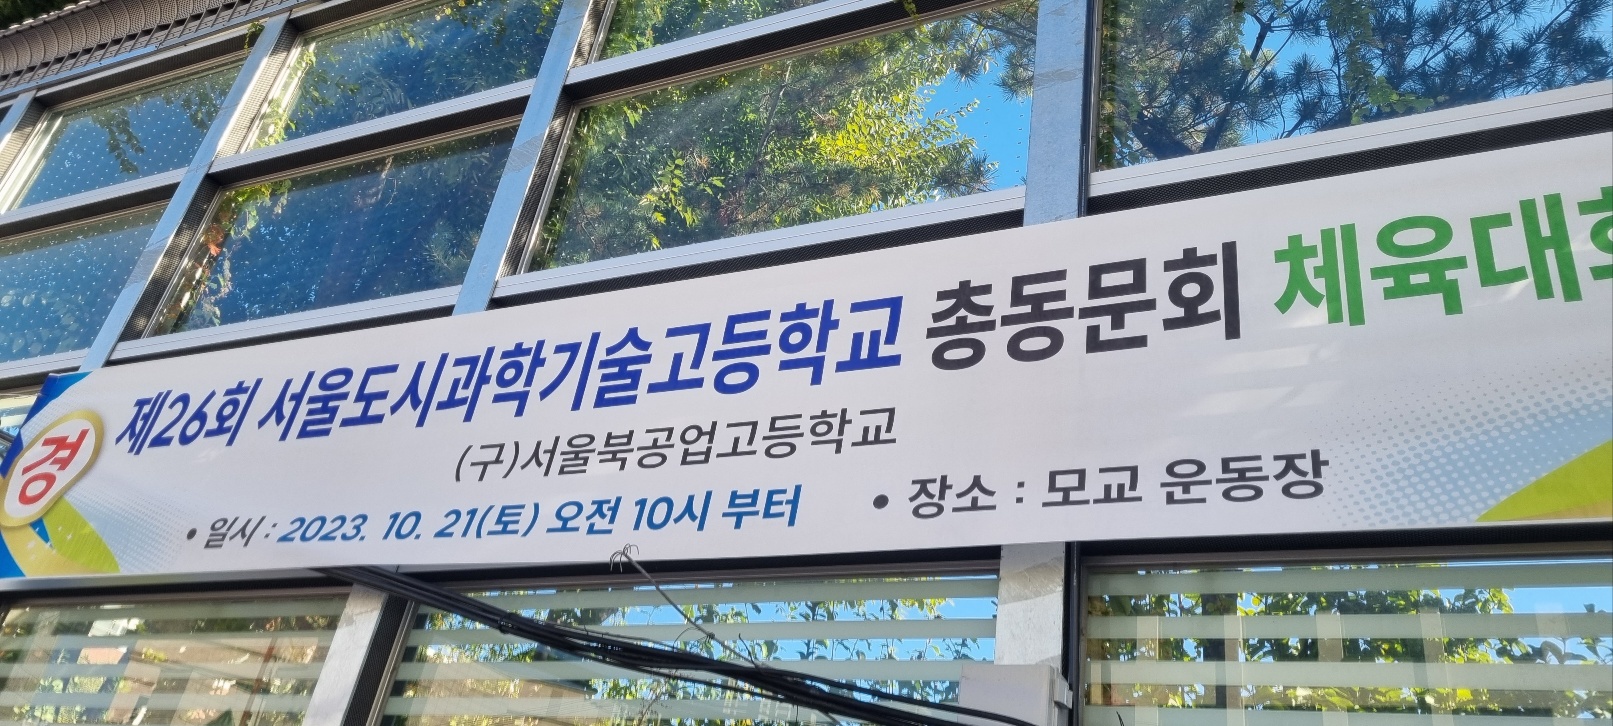 경
제26회 서울도시과학기술고등학교 총동문회 체육대회
(구)서울북공업고등학교
• 일시 : 2023. 10. 21(토) 오전 10시 부터
• 장소 : 모교 운동장